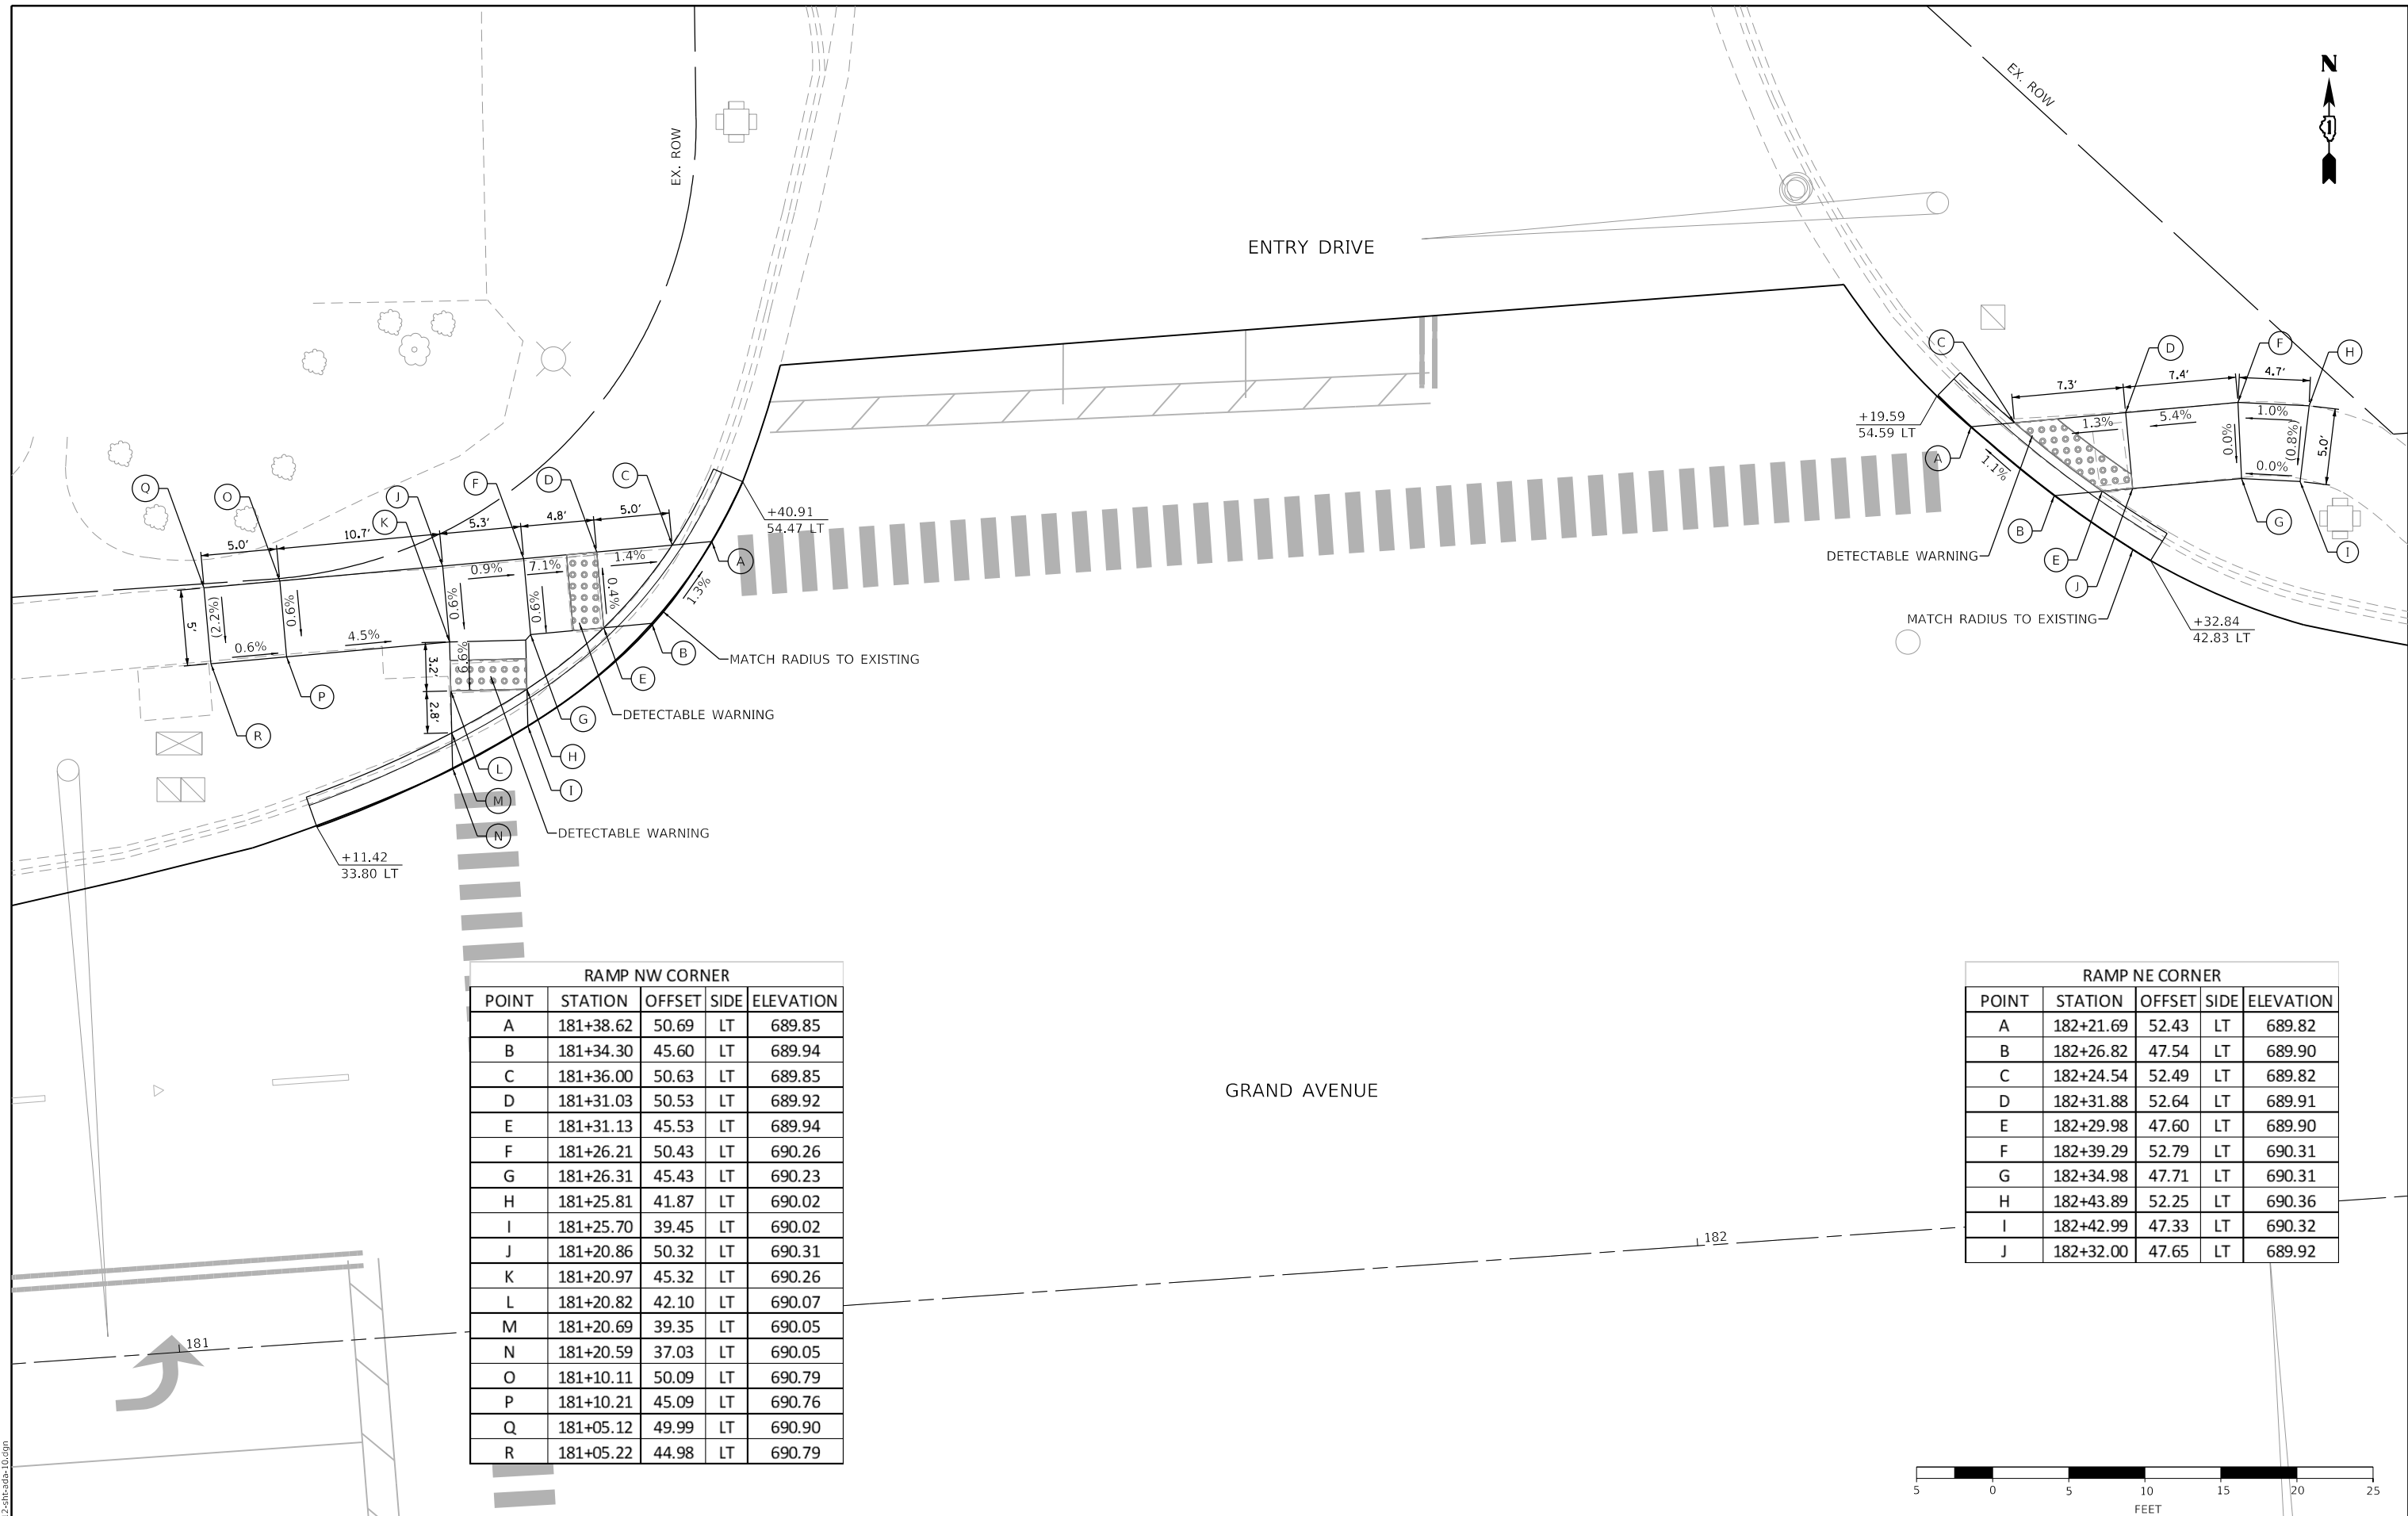 EX. ROW
EX. ROW
N
ENTRY DRIVE
C
D
F
H
7.3'
7.4'
4.7'
+19.59
54.59 LT
1.3%
5.4%
1.0%
0.0%
(0.8%)
5.0'
0.0%
A
1.1%
B
G
I
E
J
DETECTABLE WARNING
MATCH RADIUS TO EXISTING
+32.84
42.83 LT
Q
O
J
K
F
D
C
5.0'
10.7'
5.3'
4.8'
5.0'
+40.91
54.47 LT
5'
(2.2%)
0.6%
0.6%
4.5%
0.9%
0.9%
7.1%
0.9%
1.4%
0.4%
A
1.3%
B
MATCH RADIUS TO EXISTING
3.2'
6.6%
2.8'
E
P
R
G
DETECTABLE WARNING
H
L
I
M
N
DETECTABLE WARNING
+11.42
33.80 LT
RAMP NW CORNER
POINT STATION OFFSET SIDE ELEVATION
A 181+38.62 50.69 LT 689.85
B 181+34.30 45.60 LT 689.94
C 181+36.00 50.63 LT 689.85
D 181+31.03 50.53 LT 689.92
E 181+31.13 45.53 LT 689.94
F 181+26.21 50.43 LT 690.26
G 181+26.31 45.43 LT 690.23
H 181+25.81 41.87 LT 690.02
I 181+25.70 39.45 LT 690.02
J 181+20.86 50.32 LT 690.31
K 181+20.97 45.32 LT 690.26
L 181+20.82 42.10 LT 690.07
M 181+20.69 39.35 LT 690.05
N 181+20.59 37.03 LT 690.05
O 181+10.11 50.09 LT 690.79
P 181+10.21 45.09 LT 690.76
Q 181+05.12 49.99 LT 690.90
R 181+05.22 44.98 LT 690.79
RAMP NE CORNER
POINT STATION OFFSET SIDE ELEVATION
A 182+21.69 52.43 LT 689.82
B 182+26.82 47.54 LT 689.90
C 182+24.54 52.49 LT 689.82
D 182+31.88 52.64 LT 689.91
E 182+29.98 47.60 LT 689.90
F 182+39.29 52.79 LT 690.31
G 182+34.98 47.71 LT 690.31
H 182+43.89 52.25 LT 690.36
I 182+42.99 47.33 LT 690.32
J 182+32.00 47.65 LT 689.92
GRAND AVENUE
182
181
5 0 5 10 15 20 25
FEET